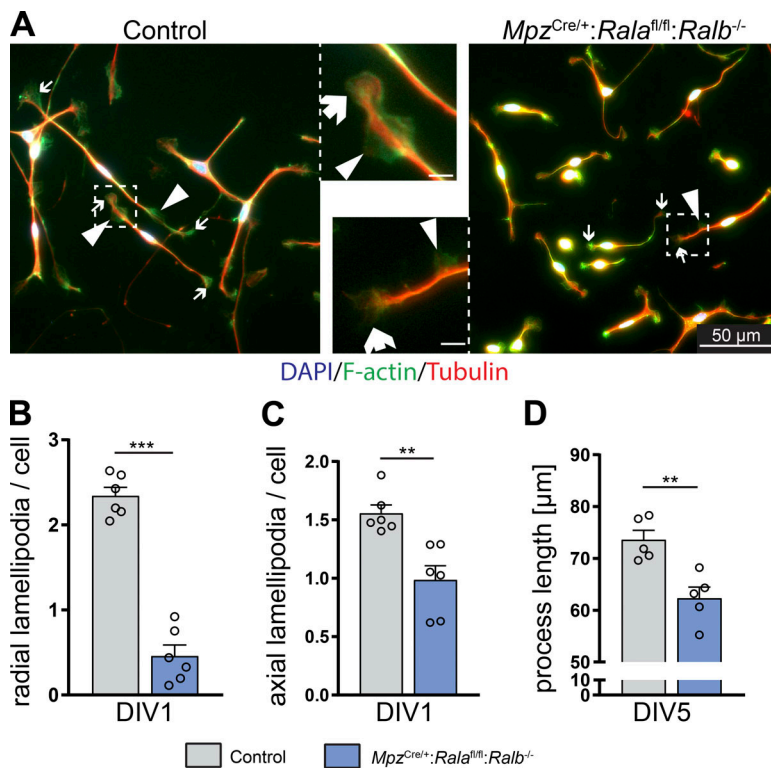 A
Control
Mpz^Cre/+:Rala^fl/fl:Ralb^-/-
50 µm
DAPI/F-actin/Tubulin
B
radial lamellipodia / cell
3
2
1
0
***
DIV1
C
axial lamellipodia / cell
2.0
1.5
1.0
0.5
0.0
**
DIV1
D
process length [µm]
90
80
70
60
50
10
0
**
DIV5
Control
Mpz^Cre/+:Rala^fl/fl:Ralb^-/-